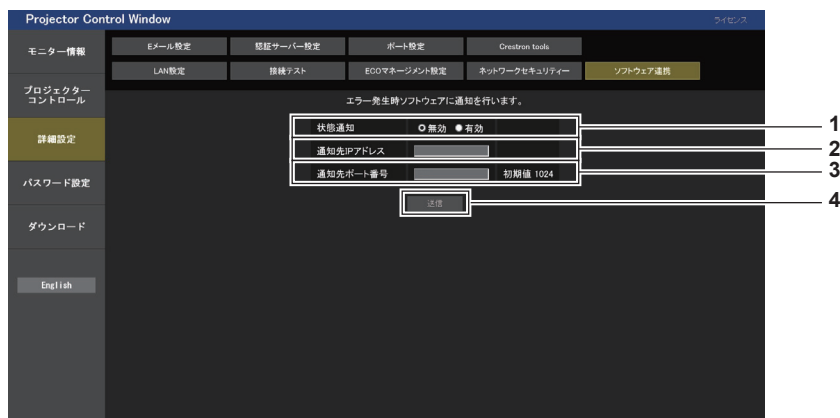 Projector Control Window
ライセンス
モニター情報
プロジェクター
コントロール
詳細設定
パスワード設定
ダウンロード
English
Eメール設定
認証サーバー設定
ポート設定
Crestron tools
LAN設定
接続テスト
ECOマネージメント設定
ネットワークセキュリティー
ソフトウェア連携
エラー発生時ソフトウェアに通知を行います。
状態通知 無効 有効
1
通知先IPアドレス
2
通知先ポート番号 初期値 1024
3
送信
4